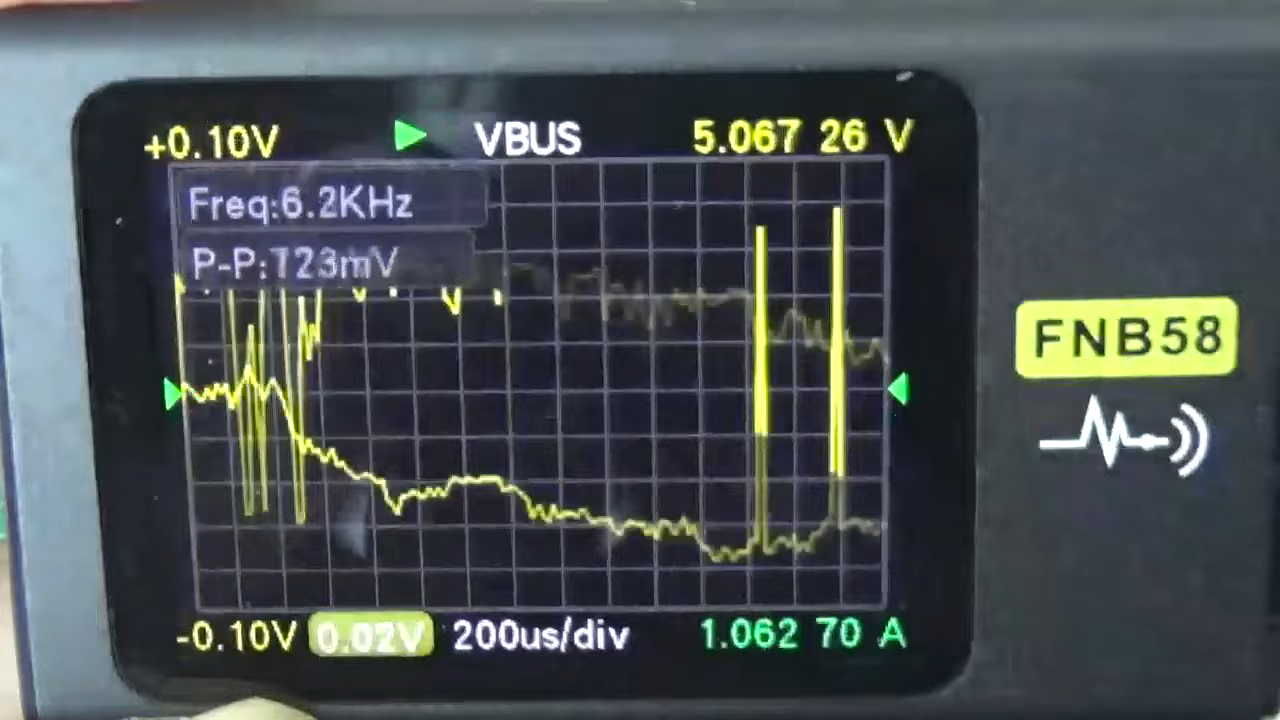 +0.10V VBUS 5.067 26 V
Freq:6.2KHz
P-P:123mV
FNB58
-0.10V 0.02V 200us/div 1.062 70 A